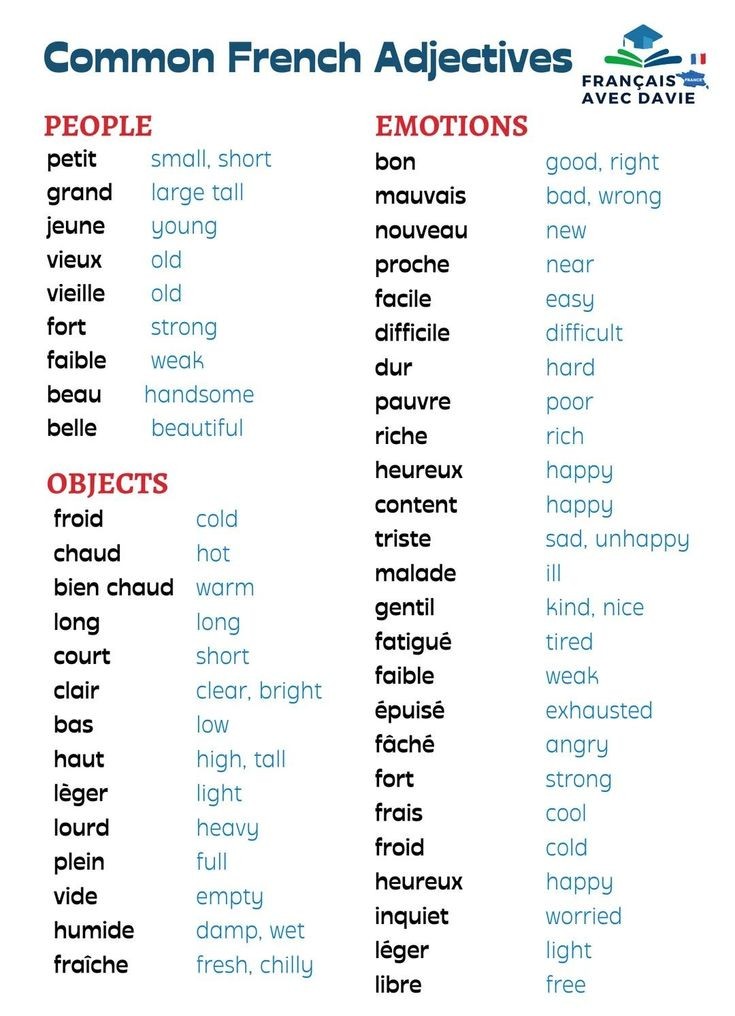 Common French Adjectives
FRANÇAIS
FRANCE
AVEC DAVIE
PEOPLE
petit small, short
grand large tall
jeune young
vieux old
vieille old
fort strong
faible weak
beau handsome
belle beautiful
OBJECTS
froid cold
chaud hot
bien chaud warm
long long
court short
clair clear, bright
bas low
haut high, tall
lèger light
lourd heavy
plein full
vide empty
humide damp, wet
fraîche fresh, chilly
EMOTIONS
bon good, right
mauvais bad, wrong
nouveau new
proche near
facile easy
difficile difficult
dur hard
pauvre poor
riche rich
heureux happy
content happy
triste sad, unhappy
malade ill
gentil kind, nice
fatigué tired
faible weak
épuisé exhausted
fâché angry
fort strong
frais cool
froid cold
heureux happy
inquiet worried
léger light
libre free